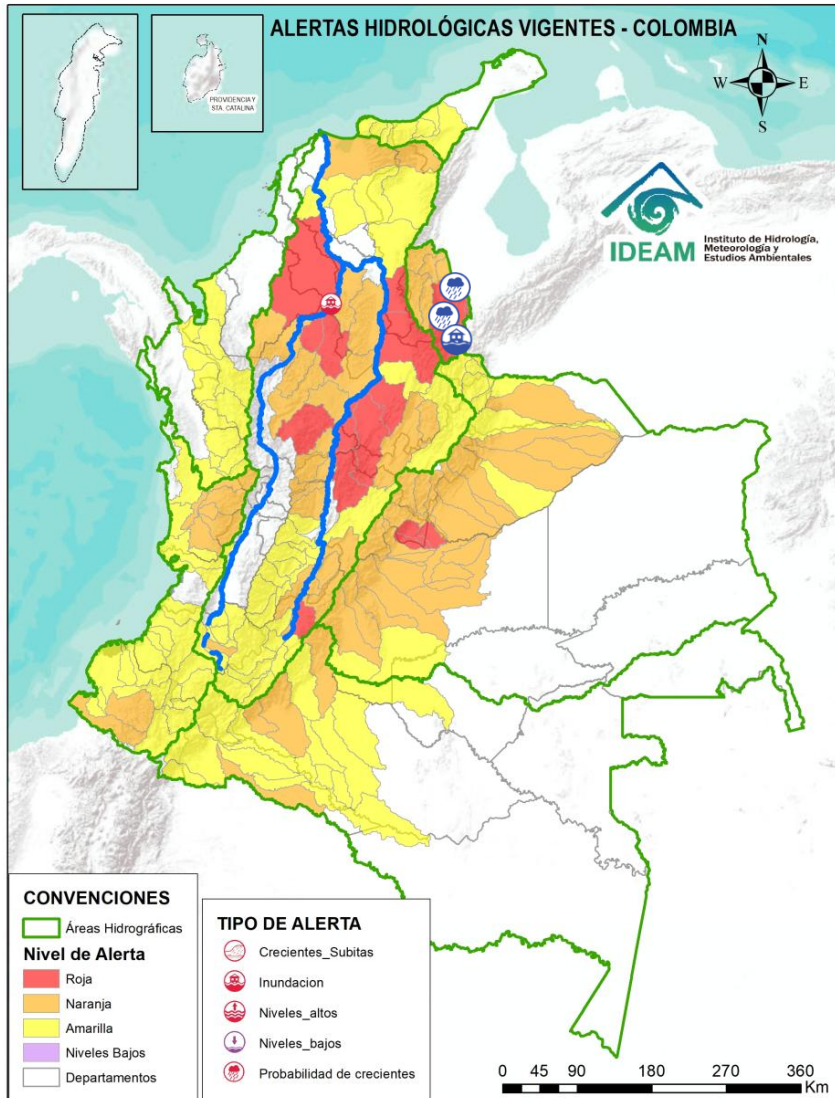 ALERTAS HIDROLÓGICAS VIGENTES - COLOMBIA
PROVIDENCIA Y
STA. CATALINA
N
W
E
S
IDEAM
Instituto de Hidrología,
Meteorología y
Estudios Ambientales
CONVENCIONES
Áreas Hidrográficas
Nivel de Alerta
Roja
Naranja
Amarilla
Niveles Bajos
Departamentos
TIPO DE ALERTA
Crecientes_Subitas
Inundacion
Niveles_altos
Niveles_bajos
Probabilidad de crecientes
0 45 90 180 270 360
Km